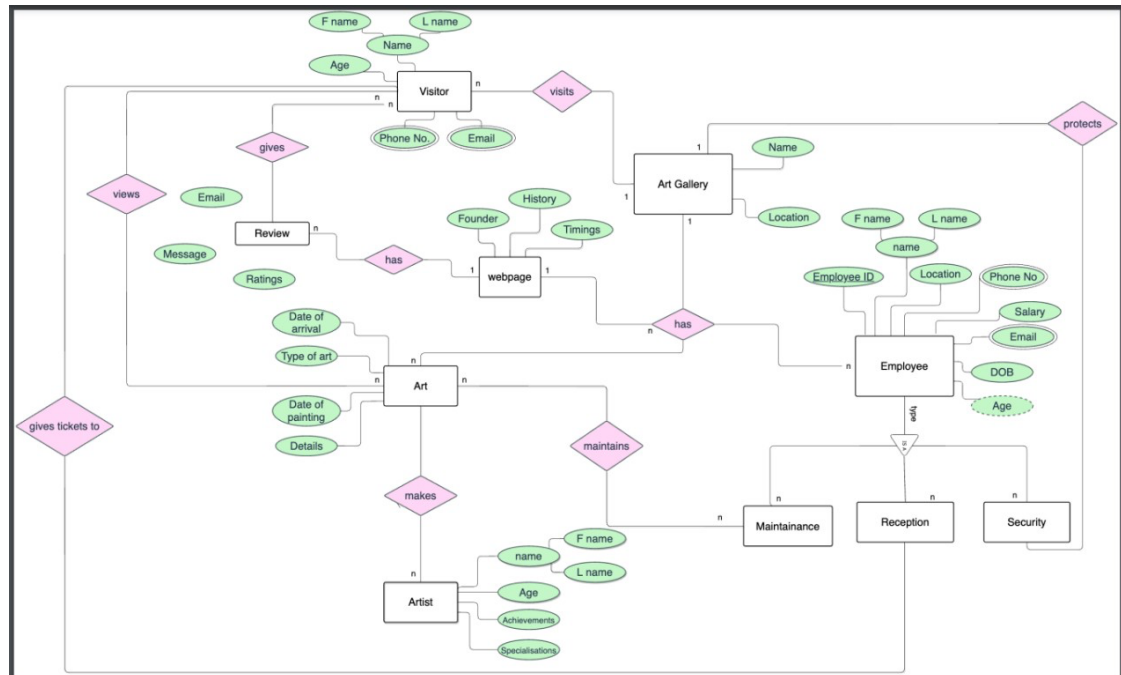 F name
L name
Name
Age
Visitor
n
visits
n
n
Phone No.
Email
protects
gives
1
Name
Art Gallery
1
views
Email
History
Founder
Location
F name
L name
1
Review
n
Timings
name
Message
has
Location
Phone No
1
webpage
1
Employee ID
Ratings
Salary
Date of
arrival
has
n
Email
Type of art
n
Employee
n
Art
n
n
DOB
Age
type
Date of
painting
gives tickets to
Details
maintains
IS A
makes
n
n
n
n
Maintainance
Reception
Security
F name
name
n
L name
Artist
Age
Achievements
Specialisations